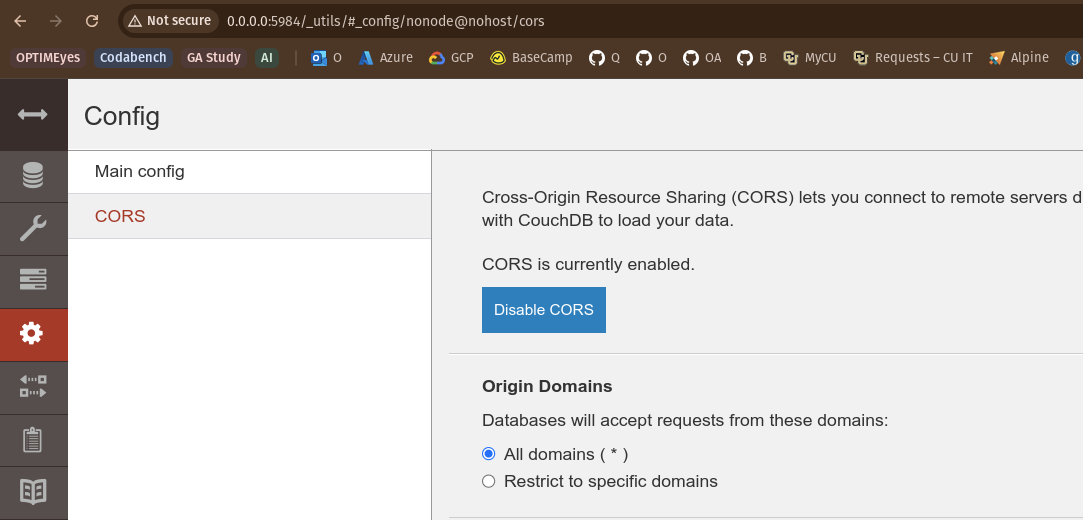 Not secure 0.0.0.0:5984/_utils/#_config/nonode@nohost/cors
OPTIMEyes Codabench GA Study AI O Azure GCP BaseCamp Q O OA B MyCU Requests – CU IT Alpine g
Config
Main config
CORS
Cross-Origin Resource Sharing (CORS) lets you connect to remote servers d
with CouchDB to load your data.
CORS is currently enabled.
Disable CORS
Origin Domains
Databases will accept requests from these domains:
All domains ( * )
Restrict to specific domains